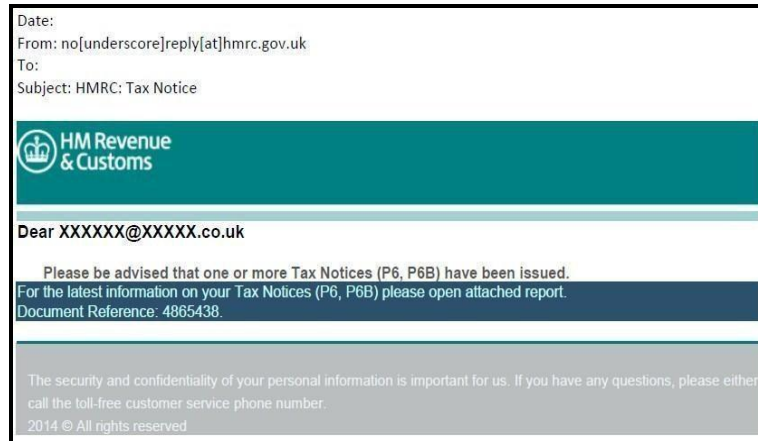 Date:
From: no[underscore]reply[at]hmrc.gov.uk
To:
Subject: HMRC: Tax Notice
HM Revenue
& Customs
Dear XXXXXX@XXXXX.co.uk
Please be advised that one or more Tax Notices (P6, P6B) have been issued.
For the latest information on your Tax Notices (P6, P6B) please open attached report.
Document Reference: 4865438.
The security and confidentiality of your personal information is important for us. If you have any questions, please either
call the toll-free customer service phone number.
2014 © All rights reserved